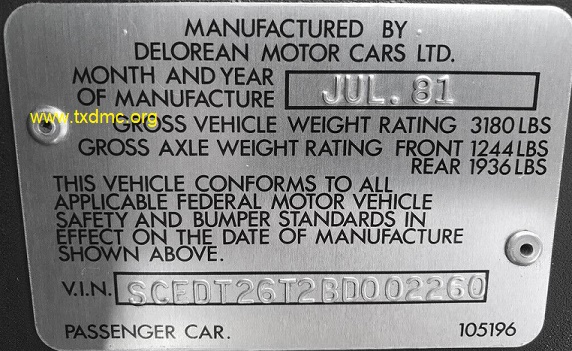 MANUFACTURED BY
DELOREAN MOTOR CARS LTD.
MONTH AND YEAR
OF MANUFACTURE JUL. 81
www.txdmc.org
GROSS VEHICLE WEIGHT RATING 3180 LBS
GROSS AXLE WEIGHT RATING FRONT 1244 LBS
REAR 1936 LBS
THIS VEHICLE CONFORMS TO ALL
APPLICABLE FEDERAL MOTOR VEHICLE
SAFETY AND BUMPER STANDARDS IN
EFFECT ON THE DATE OF MANUFACTURE
SHOWN ABOVE.
V.I.N. SCEDT26T2BD002260
PASSENGER CAR. 105196